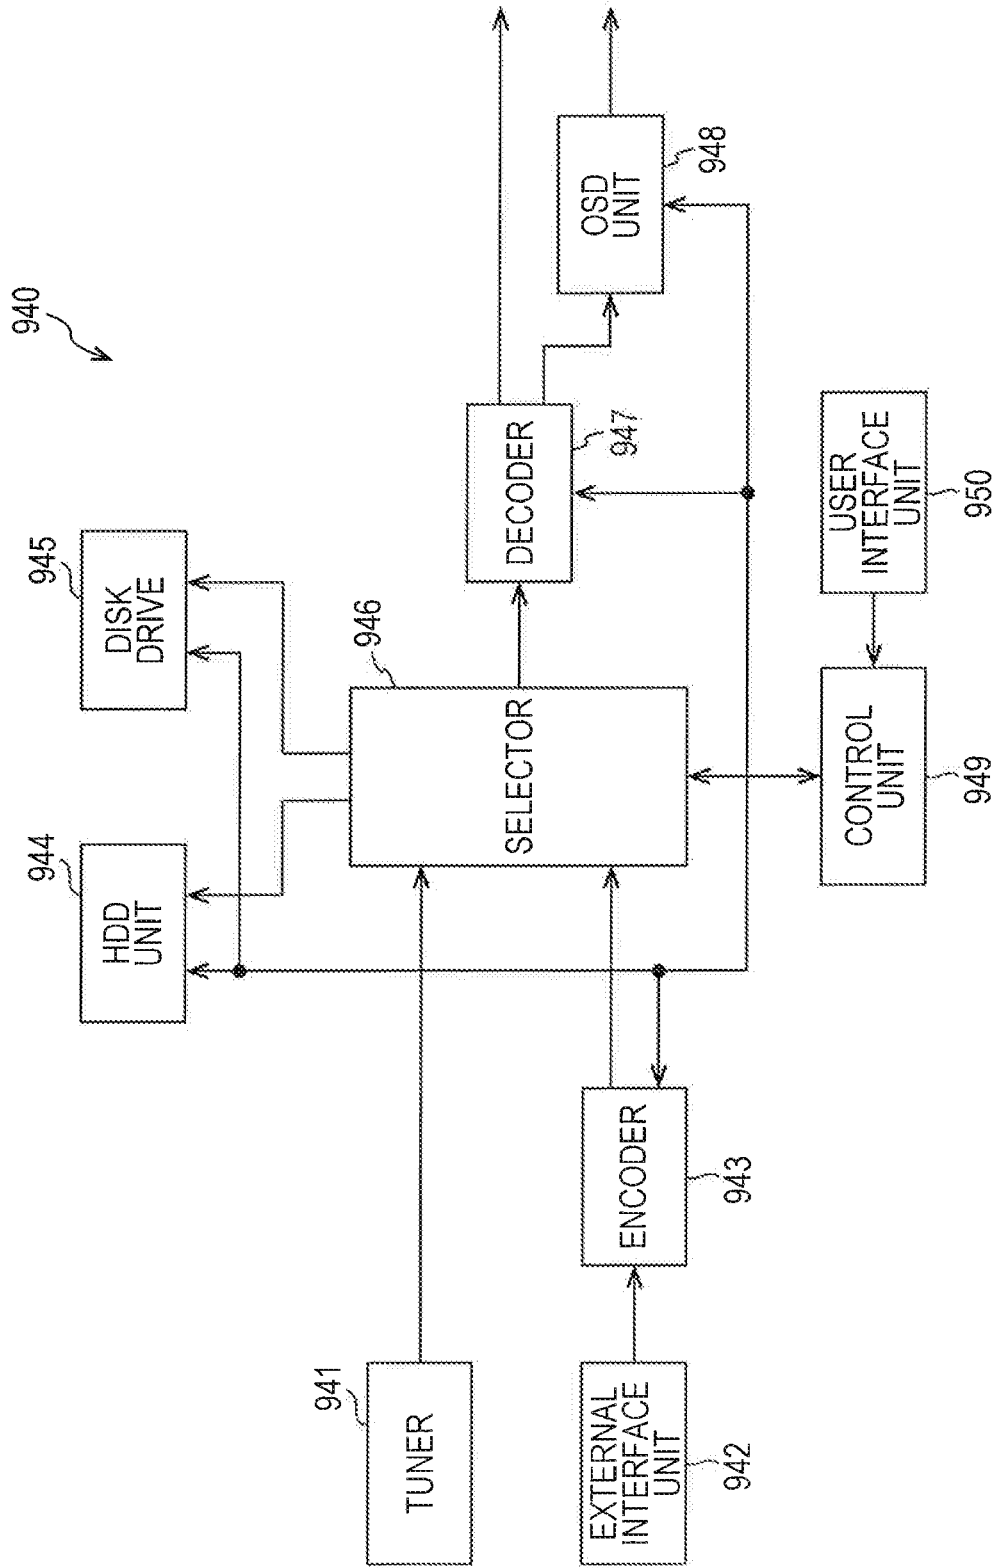 940
941
TUNER
EXTERNAL
INTERFACE
UNIT
942
ENCODER
943
944
HDD
UNIT
945
DISK
DRIVE
946
SELECTOR
DECODER
947
OSD
UNIT
948
CONTROL
UNIT
949
USER
INTERFACE
UNIT
950